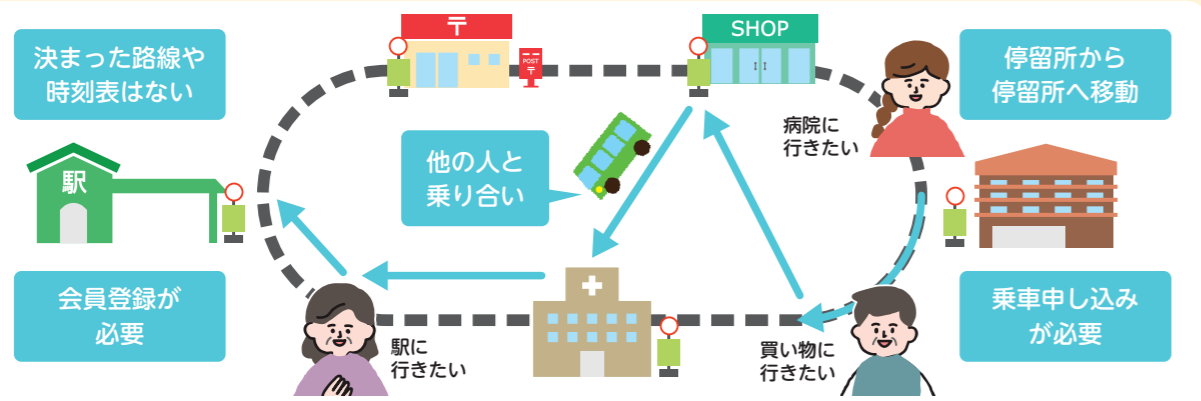 決まった路線や
時刻表はない
〒
POST
〒
SHOP
停留所から
停留所へ移動
病院に
行きたい
他の人と
乗り合い
駅
会員登録が
必要
駅に
行きたい
買い物に
行きたい
乗車申し込み
が必要